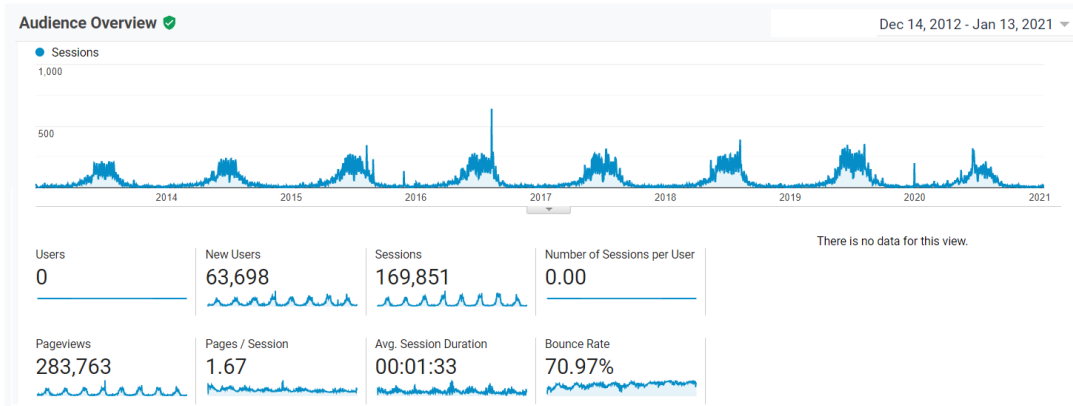 Audience Overview
Dec 14, 2012 - Jan 13, 2021
Sessions
1,000
500
2014 2015 2016 2017 2018 2019 2020 2021
There is no data for this view.
Users New Users Sessions Number of Sessions per User
0 63,698 169,851 0.00
Pageviews Pages / Session Avg. Session Duration Bounce Rate
283,763 1.67 00:01:33 70.97%